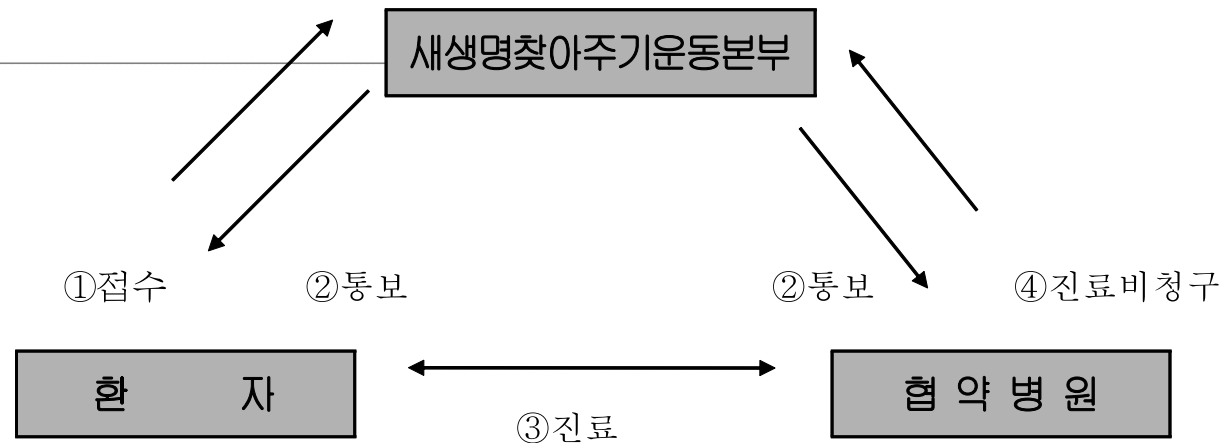 새생명찾아주기운동본부
①접수 ②통보 ②통보 ④진료비청구
환 자 협 약 병 원
③진료